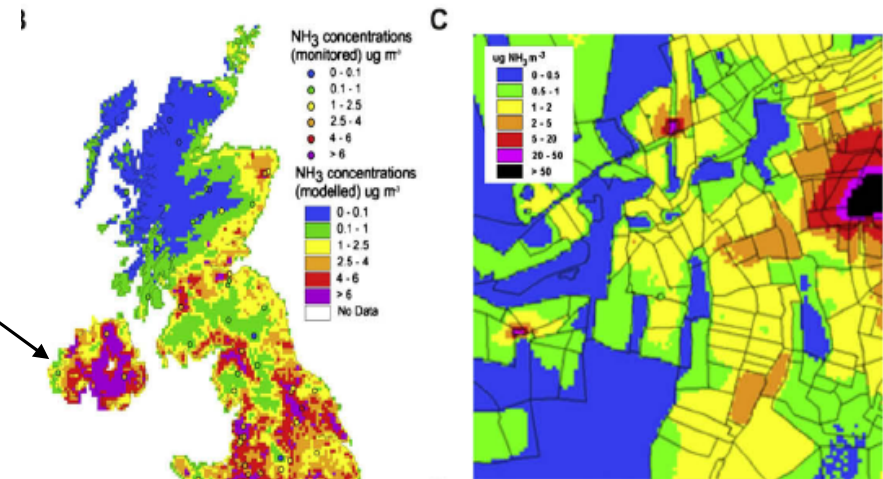 B
NH3 concentrations
(monitored) ug m-3
0 - 0.1
0.1 - 1
1 - 2.5
2.5 - 4
4 - 6
> 6
NH3 concentrations
(modelled) ug m-3
0 - 0.1
0.1 - 1
1 - 2.5
2.5 - 4
4 - 6
> 6
No Data
C
ug NH3 m-3
0 - 0.5
0.5 - 1
1 - 2
2 - 5
5 - 20
20 - 50
> 50